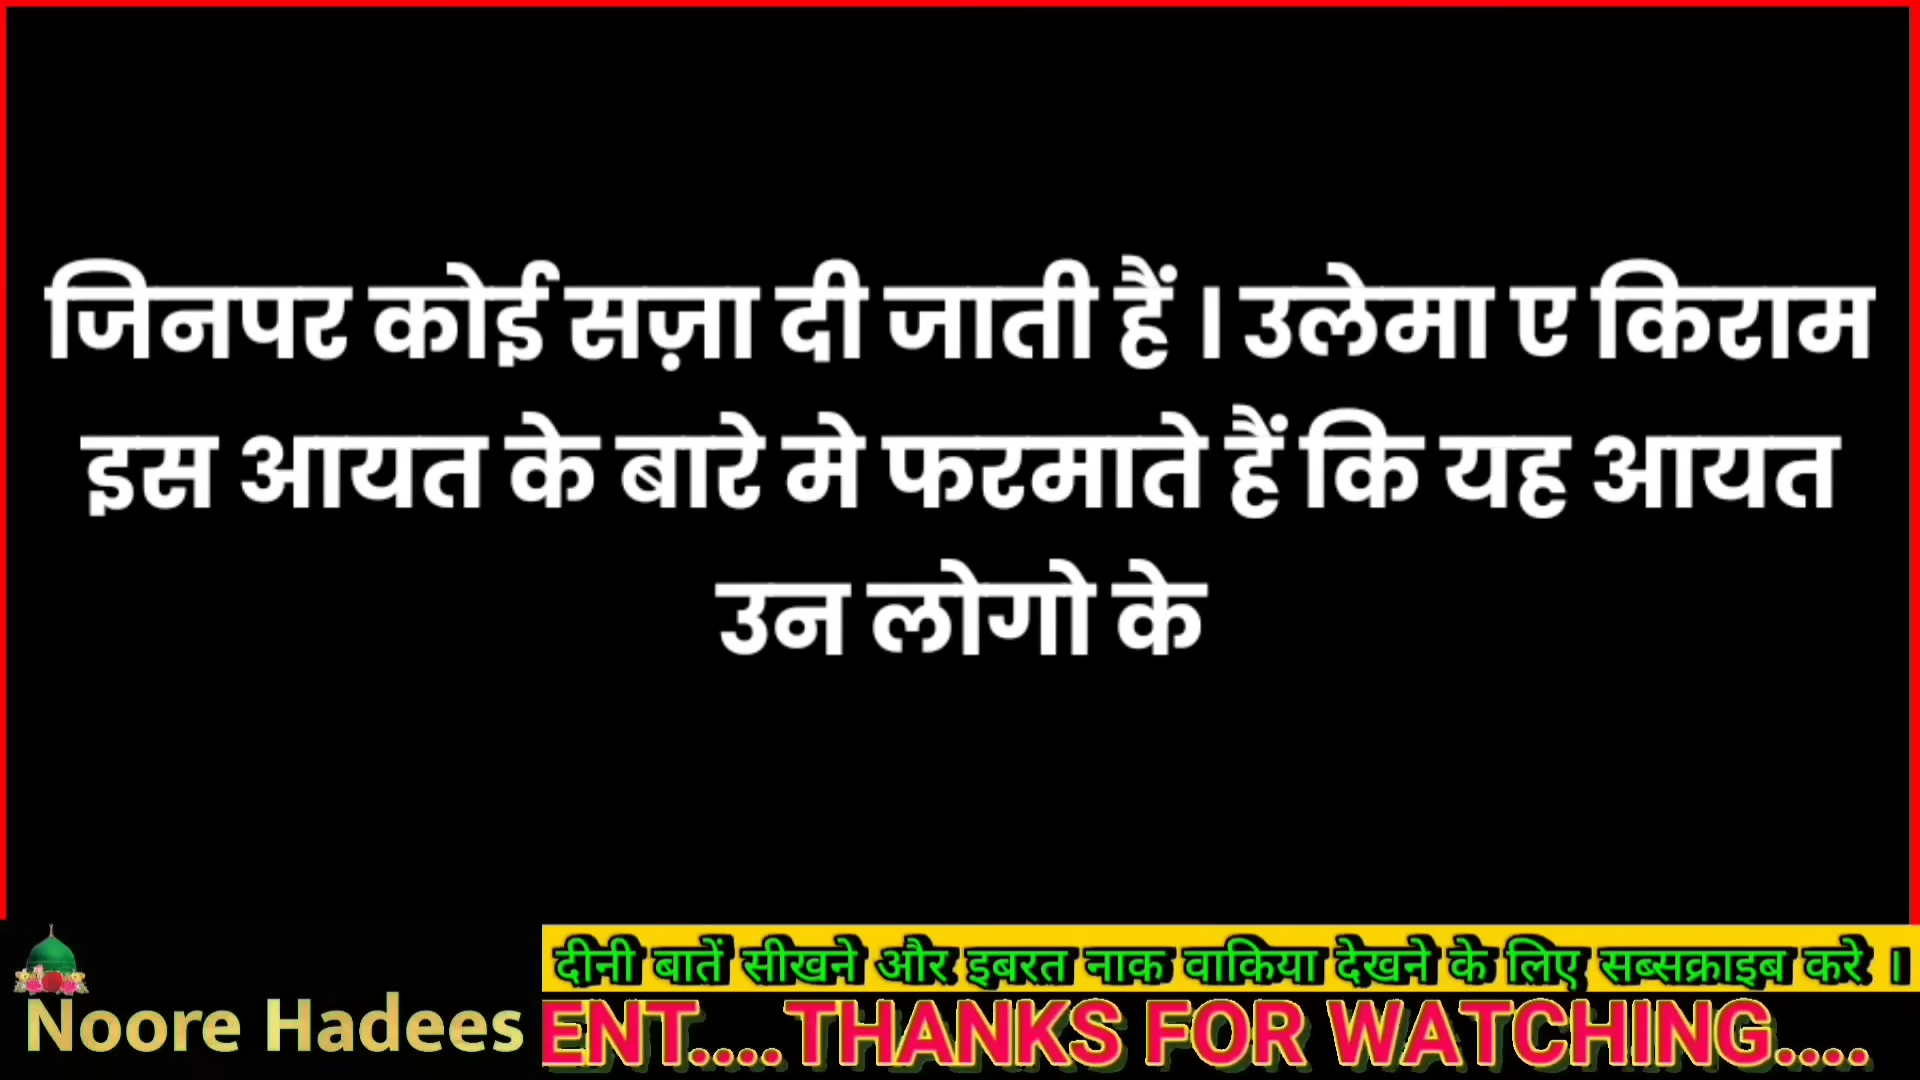 जिनपर कोई सज़ा दी जाती हैं । उलेमा ए किराम
इस आयत के बारे मे फरमाते हैं कि यह आयत
उन लोगो के
दीनी बातें सीखने और इबरत नाक वाकिया देखने के लिए सब्सक्राइब करे ।
Noore Hadees
ENT....THANKS FOR WATCHING....